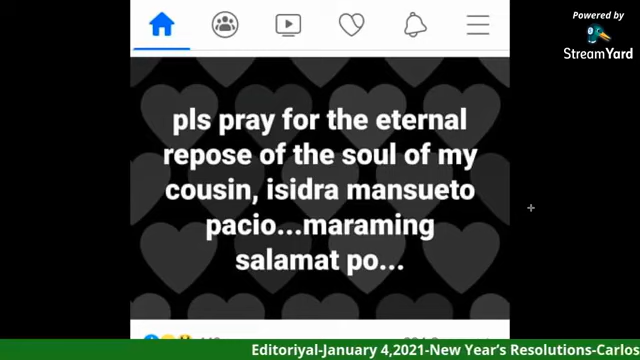 Powered by
StreamYard
pls pray for the eternal
repose of the soul of my
cousin, isidra mansueto
pacio...maraming
salamat po...
Editoriyal-January 4,2021-New Year's Resolutions-Carlos